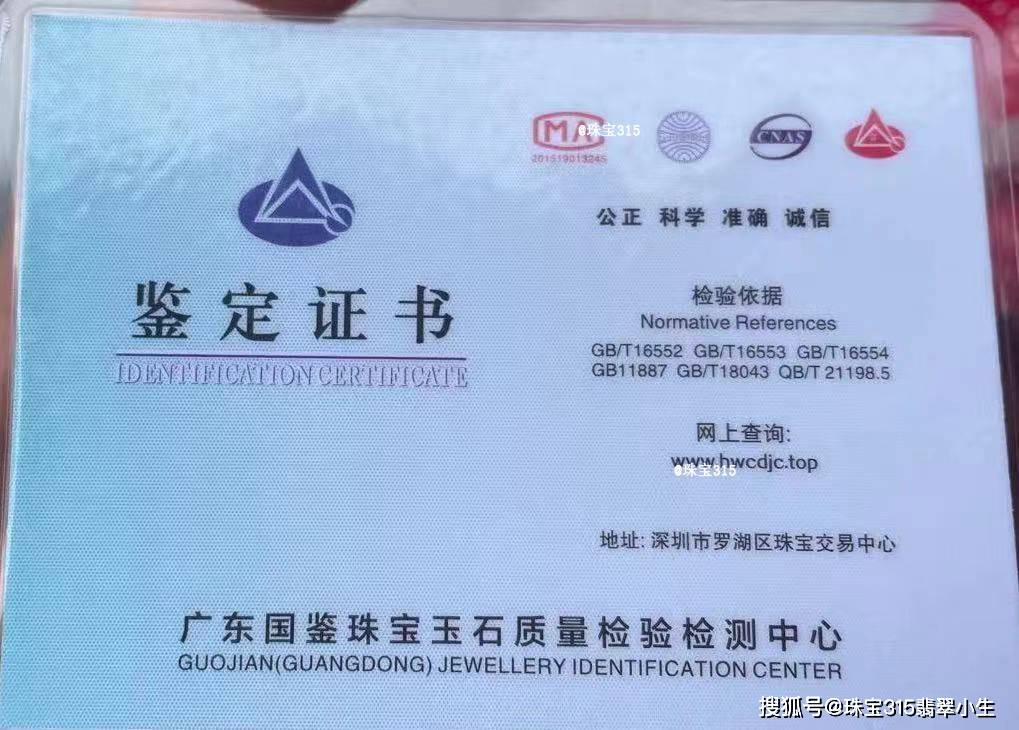 MA
@珠宝315
201519013245
CNAS
公正 科学 准确 诚信
鉴定证书
IDENTIFICATION CERTIFICATE
检验依据
Normative References
GB/T16552 GB/T16553 GB/T16554
GB11887 GB/T18043 QB/T 21198.5
网上查询:
www.hwcdjc.top
@珠宝315
地址: 深圳市罗湖区珠宝交易中心
广东国鉴珠宝玉石质量检验检测中心
GUOJIAN(GUANGDONG) JEWELLERY IDENTIFICATION CENTER
搜狐号@珠宝315翡翠小生